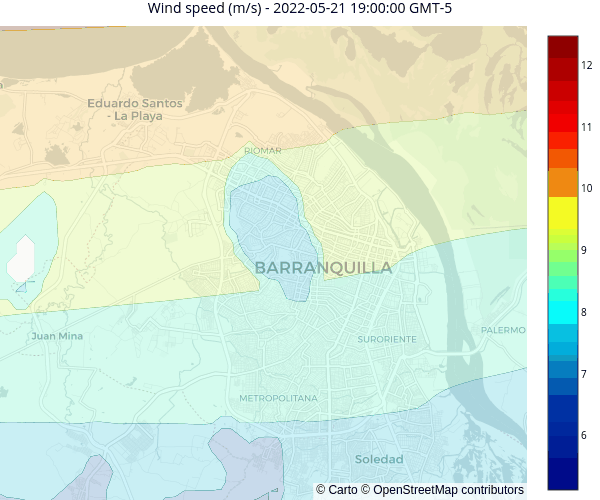 Wind speed (m/s) - 2022-05-21 19:00:00 GMT-5
12
Eduardo Santos
- La Playa
11
RIOMAR
10
9
BARRANQUILLA
8
Juan Mina
SURORIENTE
PALERMO
7
METROPOLITANA
6
Soledad
© Carto © OpenStreetMap contributors